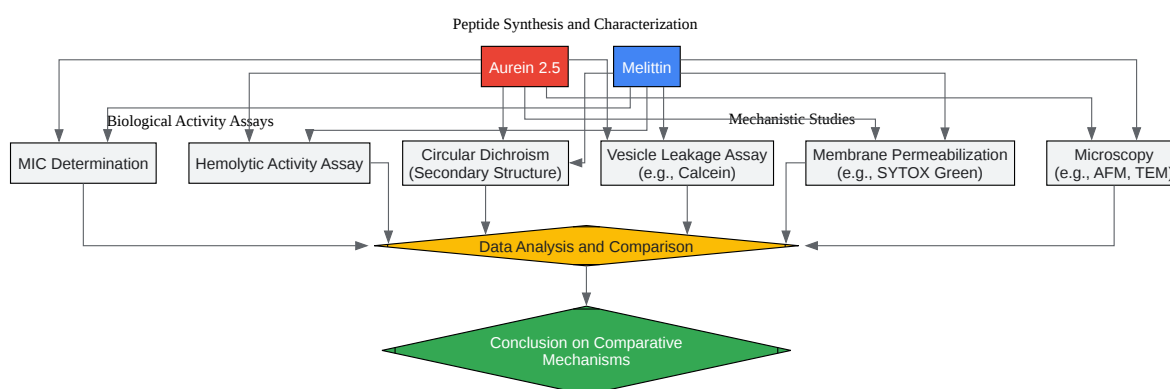 Peptide Synthesis and Characterization
Aurein 2.5
Melittin
Biological Activity Assays
Mechanistic Studies
MIC Determination
Hemolytic Activity Assay
Circular Dichroism
(Secondary Structure)
Vesicle Leakage Assay
(e.g., Calcein)
Membrane Permeabilization
(e.g., SYTOX Green)
Microscopy
(e.g., AFM, TEM)
Data Analysis and Comparison
Conclusion on Comparative
Mechanisms